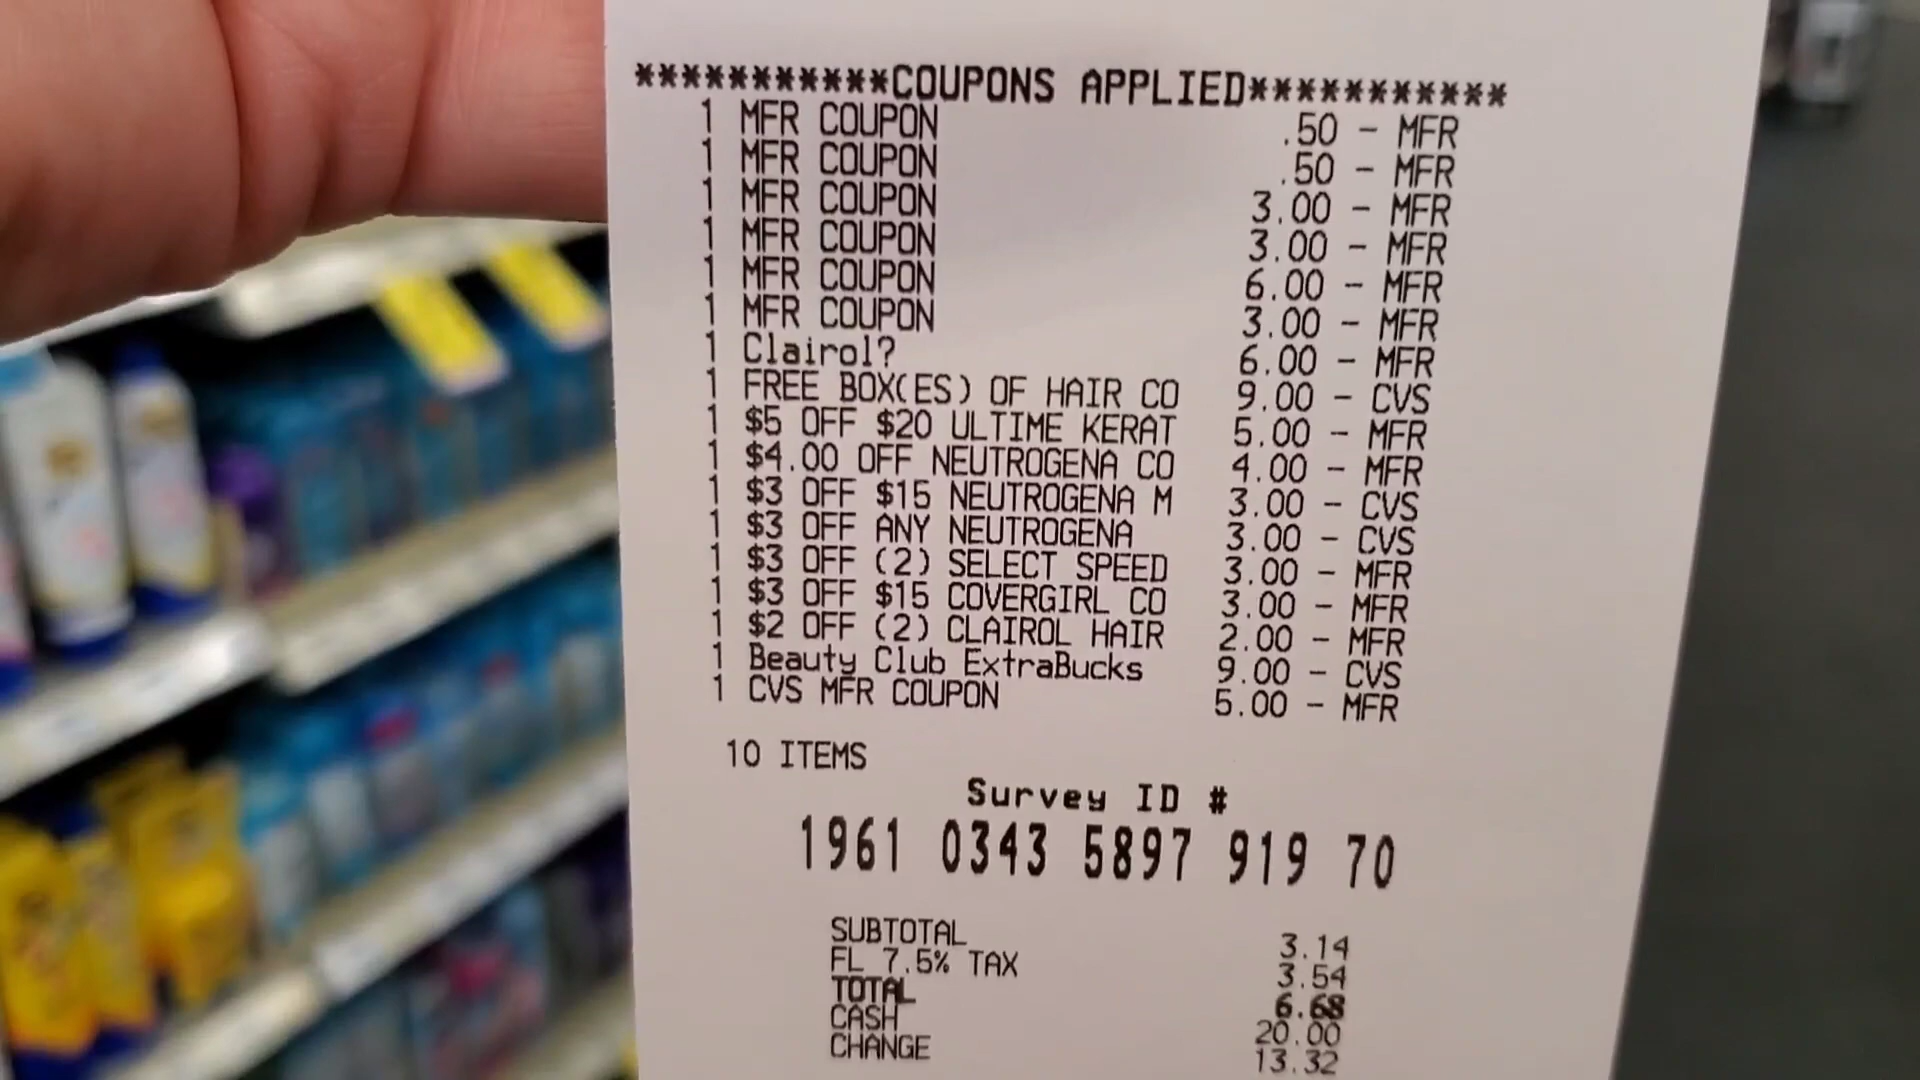 ***********COUPONS APPLIED***********
1 MFR COUPON .50 - MFR
1 MFR COUPON .50 - MFR
1 MFR COUPON 3.00 - MFR
1 MFR COUPON 3.00 - MFR
1 MFR COUPON 6.00 - MFR
1 MFR COUPON 3.00 - MFR
1 Clairol? 6.00 - MFR
1 FREE BOX(ES) OF HAIR CO 9.00 - CVS
1 $5 OFF $20 ULTIME KERAT 5.00 - MFR
1 $4.00 OFF NEUTROGENA CO 4.00 - MFR
1 $3 OFF $15 NEUTROGENA M 3.00 - CVS
1 $3 OFF ANY NEUTROGENA 3.00 - CVS
1 $3 OFF (2) SELECT SPEED 3.00 - MFR
1 $3 OFF $15 COVERGIRL CO 3.00 - MFR
1 $2 OFF (2) CLAIROL HAIR 2.00 - MFR
1 Beauty Club ExtraBucks 9.00 - CVS
1 CVS MFR COUPON 5.00 - MFR
10 ITEMS
Survey ID #
1961 0343 5897 919 70
SUBTOTAL 3.14
FL 7.5% TAX 3.54
TOTAL 6.68
CASH 20.00
CHANGE 13.32